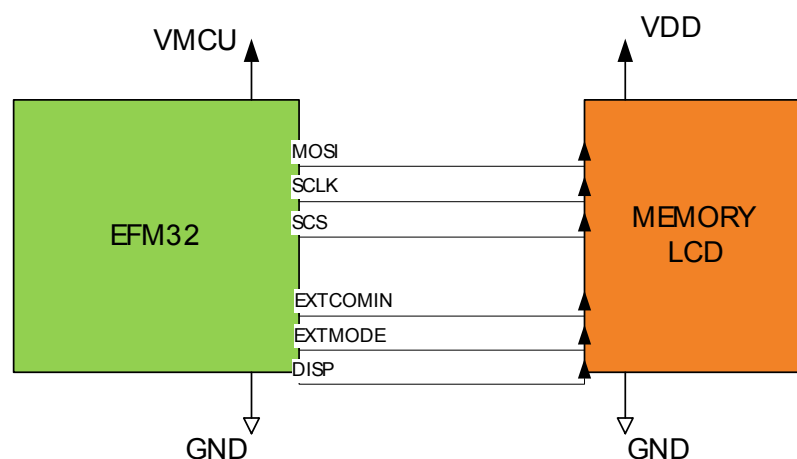 VMCU
VDD
MOSI
SCLK
SCS
EFM32
MEMORY
LCD
EXTCOMIN
EXTMODE
DISP
GND
GND